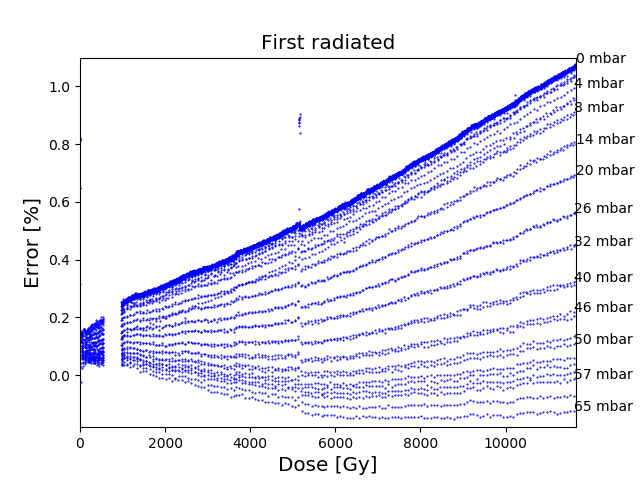 First radiated
0 mbar
4 mbar
8 mbar
14 mbar
20 mbar
26 mbar
32 mbar
40 mbar
46 mbar
50 mbar
57 mbar
65 mbar
1.0
0.8
0.6
0.4
0.2
0.0
Error [%]
0 2000 4000 6000 8000 10000
Dose [Gy]